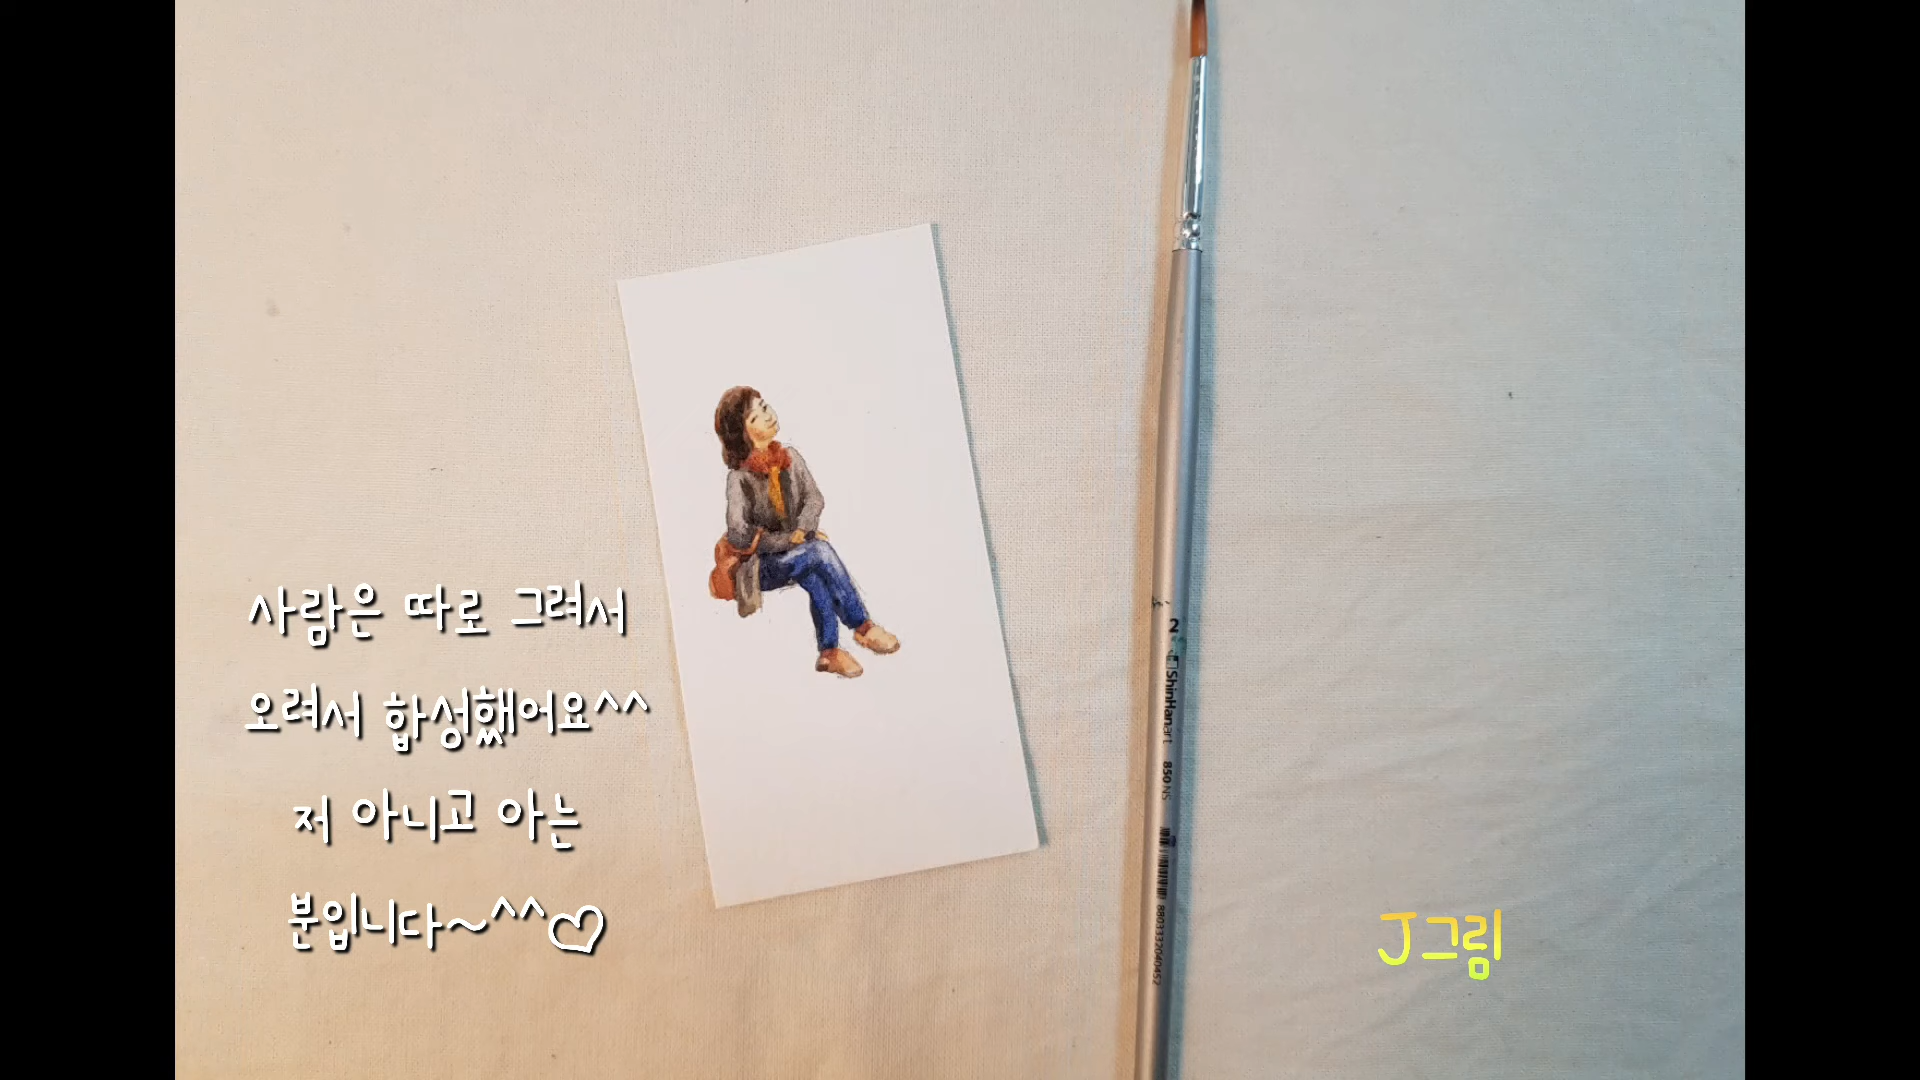 사람은 따로 그려서
오려서 합성했어요^^
저 아니고 아는
분입니다~^^♡
2
ShinHanart
850 NS
8801332040452
J그림